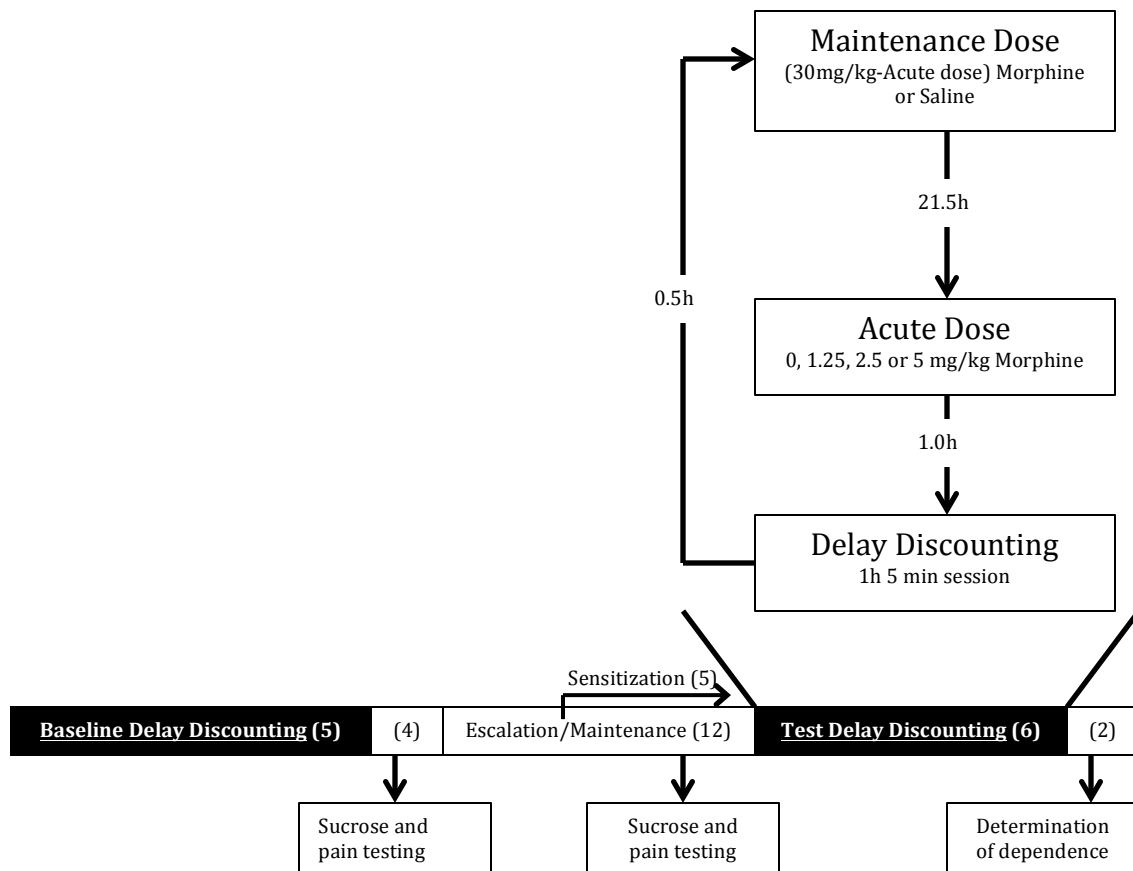 Maintenance Dose
(30mg/kg-Acute dose) Morphine
or Saline
21.5h
0.5h
Acute Dose
0, 1.25, 2.5 or 5 mg/kg Morphine
1.0h
Delay Discounting
1h 5 min session
Sensitization (5)
Baseline Delay Discounting (5)
(4)
Escalation/Maintenance (12)
Test Delay Discounting (6)
(2)
Sucrose and
pain testing
Sucrose and
pain testing
Determination
of dependence